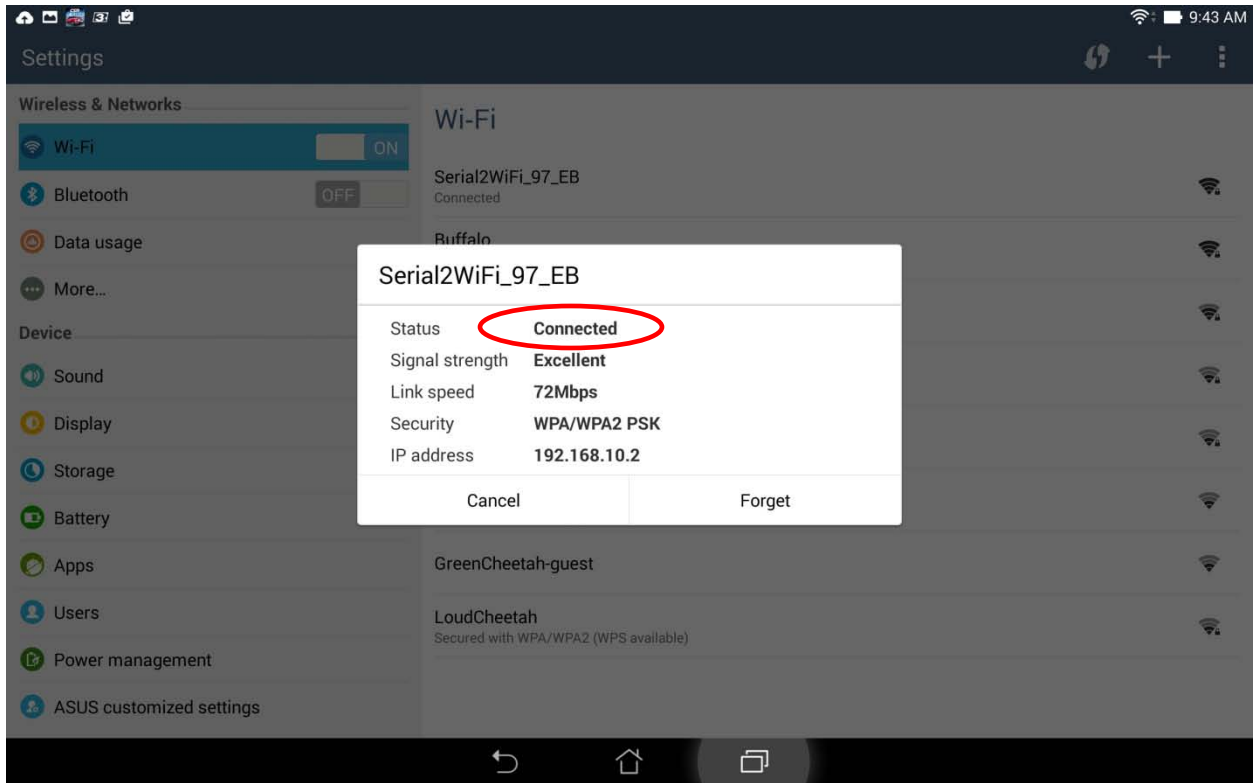 9:43 AM
Settings
Wireless & Networks
Wi-Fi ON
Bluetooth OFF
Data usage
More...
Device
Sound
Display
Storage
Battery
Apps
Users
Power management
ASUS customized settings
Wi-Fi
Serial2WiFi_97_EB
Connected
Buffalo
Serial2WiFi_97_EB
Status Connected
Signal strength Excellent
Link speed 72Mbps
Security WPA/WPA2 PSK
IP address 192.168.10.2
Cancel Forget
GreenCheetah-guest
LoudCheetah
Secured with WPA/WPA2 (WPS available)